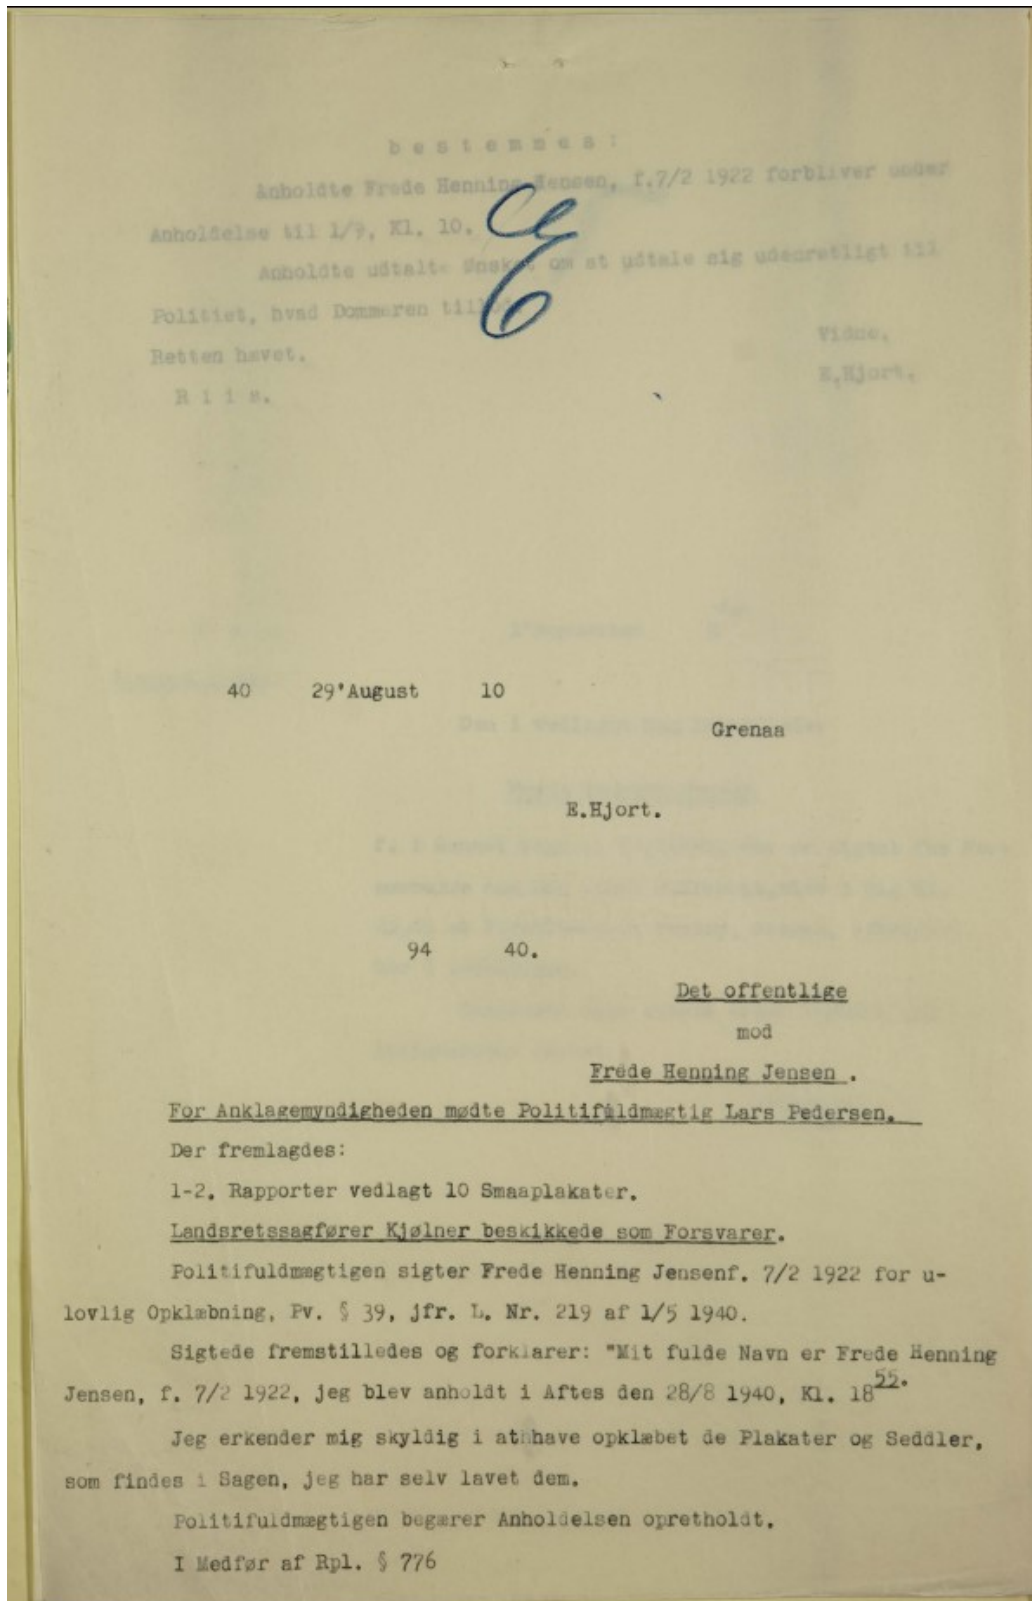 bestemmes:
Anholdte Frede Henning Jensen, f.7/2 1922 forbliver under
Anholdelse til 1/9, Kl. 10.
Anholdte udtalte Ønsket om at udtale sig udenretligt til
Politiet, hvad Dommeren
Retten hævet.
Vidne,
E.Hjort.
Riis.
40 29'August 10
Grenaa
E.Hjort.
94 40.
Det offentlige
mod
Frede Henning Jensen .
For Anklagemyndigheden mødte Politifuldmægtig Lars Pedersen.
Der fremlagdes:
1-2. Rapporter vedlagt 10 Smaaplakater.
Landsretssagfører Kjølner beskikkede som Forsvarer.
Politifuldmægtigen sigter Frede Henning Jensenf. 7/2 1922 for u-
lovlig Opklæbning, Pv. § 39, jfr. L. Nr. 219 af 1/5 1940.
Sigtede fremstilledes og forklarer: "Mit fulde Navn er Frede Henning
Jensen, f. 7/2 1922, jeg blev anholdt i Aftes den 28/8 1940, Kl. 18 55.
Jeg erkender mig skyldig i at have opklæbet de Plakater og Seddler,
som findes i Sagen, jeg har selv lavet dem.
Politifuldmægtigen begærer Anholdelsen opretholdt.
I Medfør af Rpl. § 776